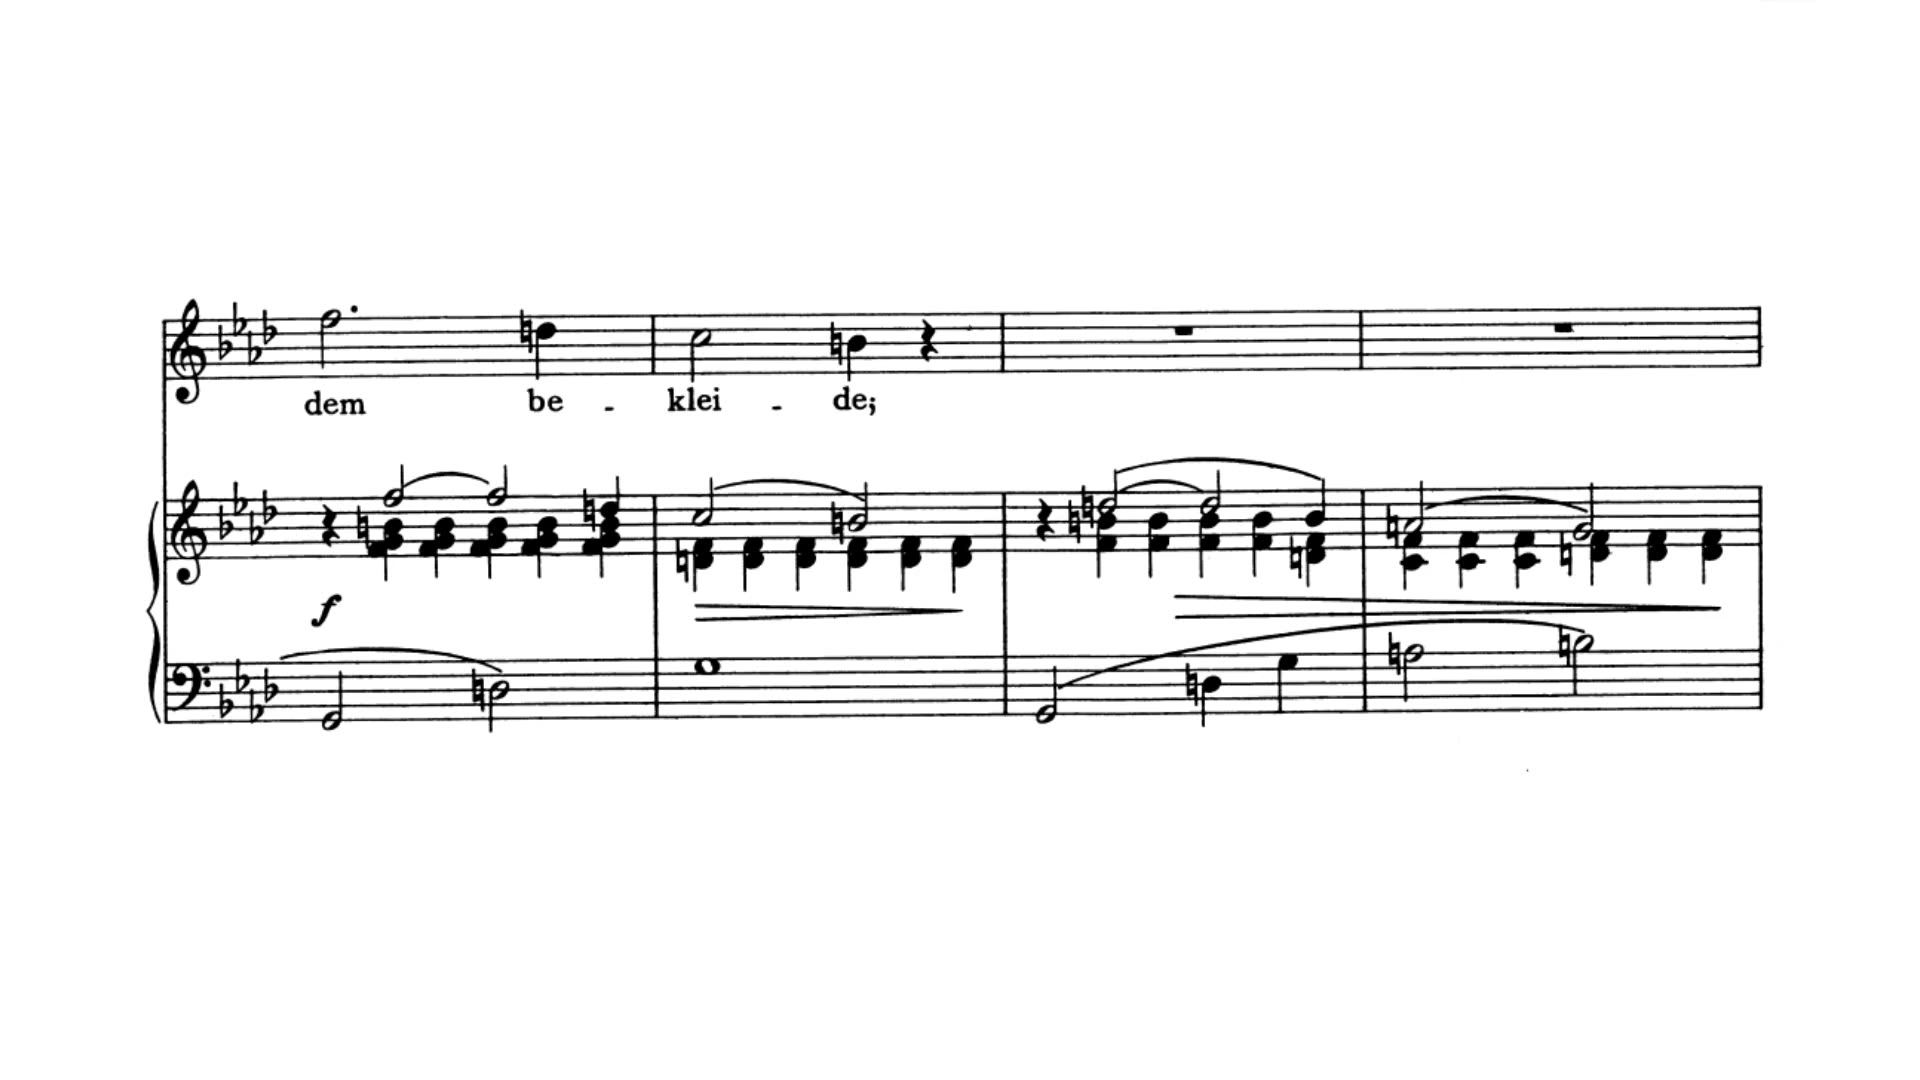 dem be - klei - de;
f